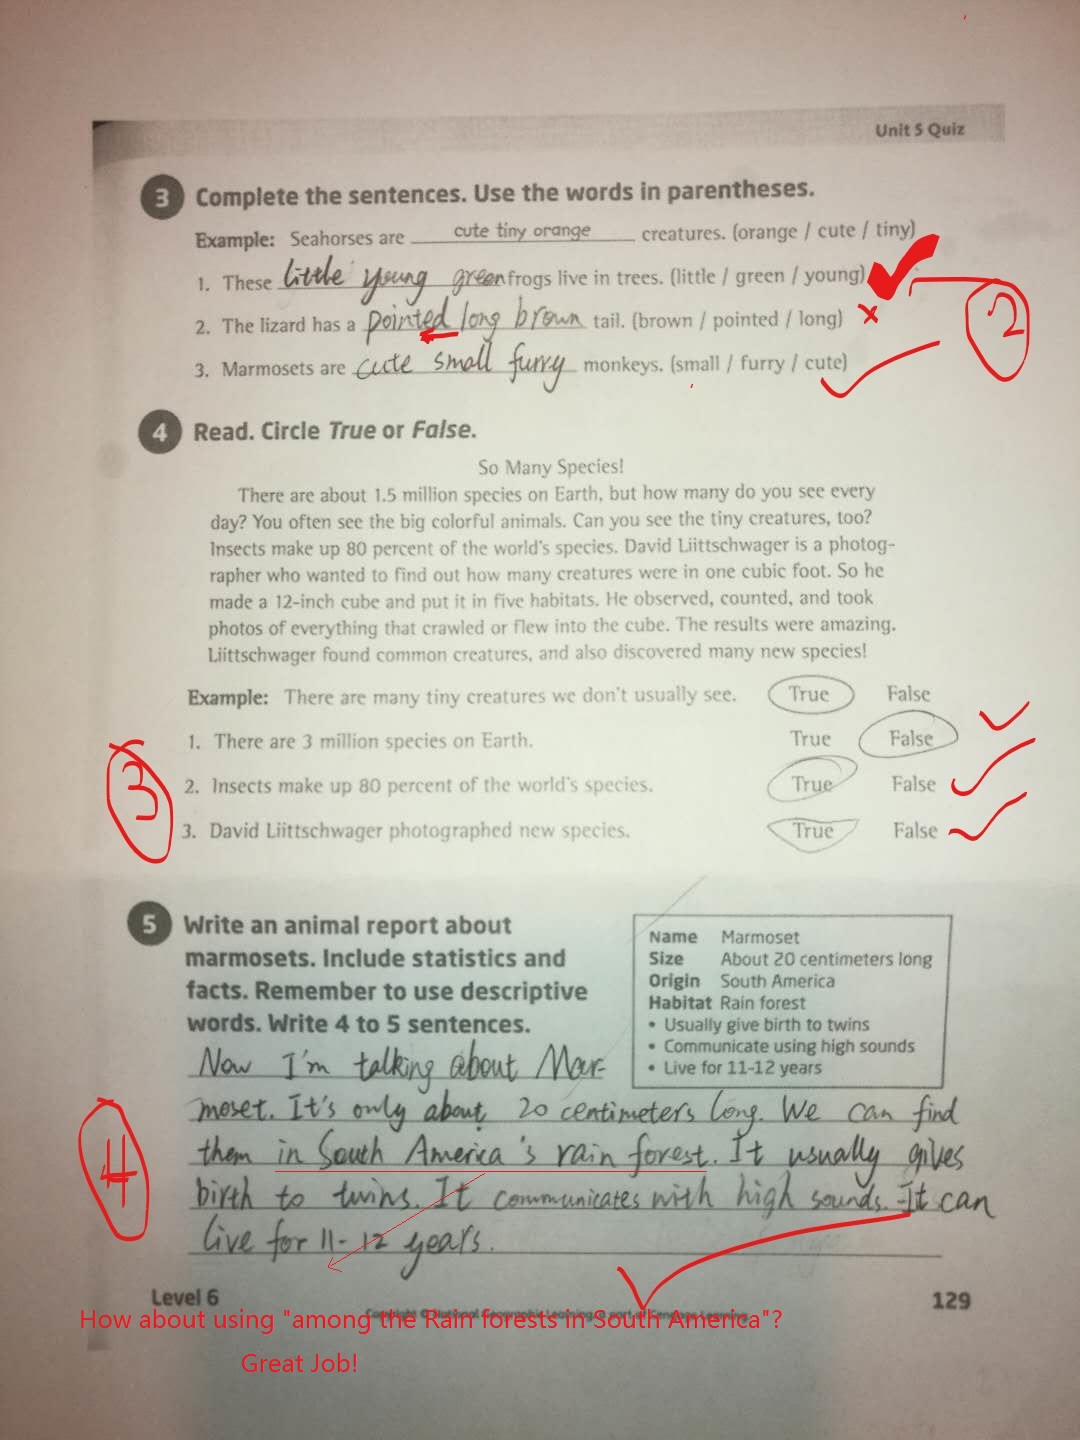 Unit 5 Quiz
3 Complete the sentences. Use the words in parentheses.
Example: Seahorses are cute tiny orange creatures. (orange / cute / tiny)
1. These little young green frogs live in trees. (little / green / young)
2. The lizard has a pointed long brown tail. (brown / pointed / long)
3. Marmosets are cute small furry monkeys. (small / furry / cute)
2
4 Read. Circle True or False.
So Many Species!
There are about 1.5 million species on Earth, but how many do you see every
day? You often see the big colorful animals. Can you see the tiny creatures, too?
Insects make up 80 percent of the world's species. David Liittschwager is a photog-
rapher who wanted to find out how many creatures were in one cubic foot. So he
made a 12-inch cube and put it in five habitats. He observed, counted, and took
photos of everything that crawled or flew into the cube. The results were amazing.
Liittschwager found common creatures, and also discovered many new species!
Example: There are many tiny creatures we don't usually see. True False
1. There are 3 million species on Earth. True False
2. Insects make up 80 percent of the world's species. True False
3. David Liittschwager photographed new species. True False
3
5 Write an animal report about
marmosets. Include statistics and
facts. Remember to use descriptive
words. Write 4 to 5 sentences.
Name Marmoset
Size About 20 centimeters long
Origin South America
Habitat Rain forest
• Usually give birth to twins
• Communicate using high sounds
• Live for 11-12 years
Now I'm talking about Mar-
moset. It's only about 20 centimeters long. We can find
them in South America's rain forest. It usually gives
birth to twins. It communicates with high sounds. It can
live for 11-12 years.
4
Level 6
Copyright © National Geographic Learning, a part of Cengage Learning
129
How about using "among the Rain forests in South America"?
Great Job!